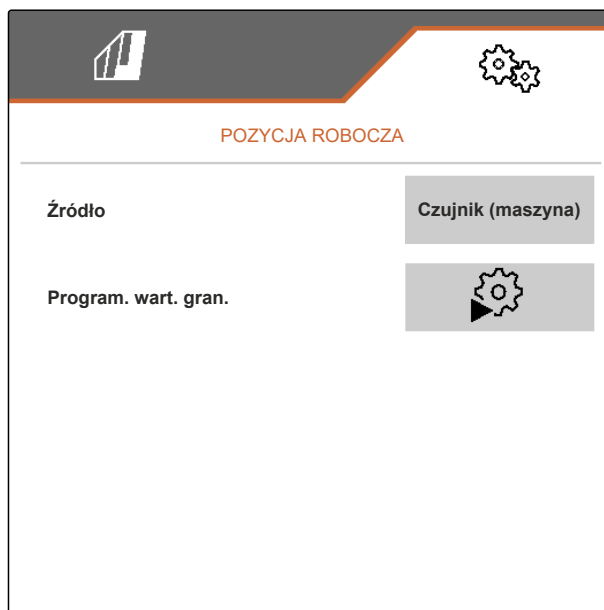 POZYCJA ROBOCZA
Źródło
Czujnik (maszyna)
Program. wart. gran.